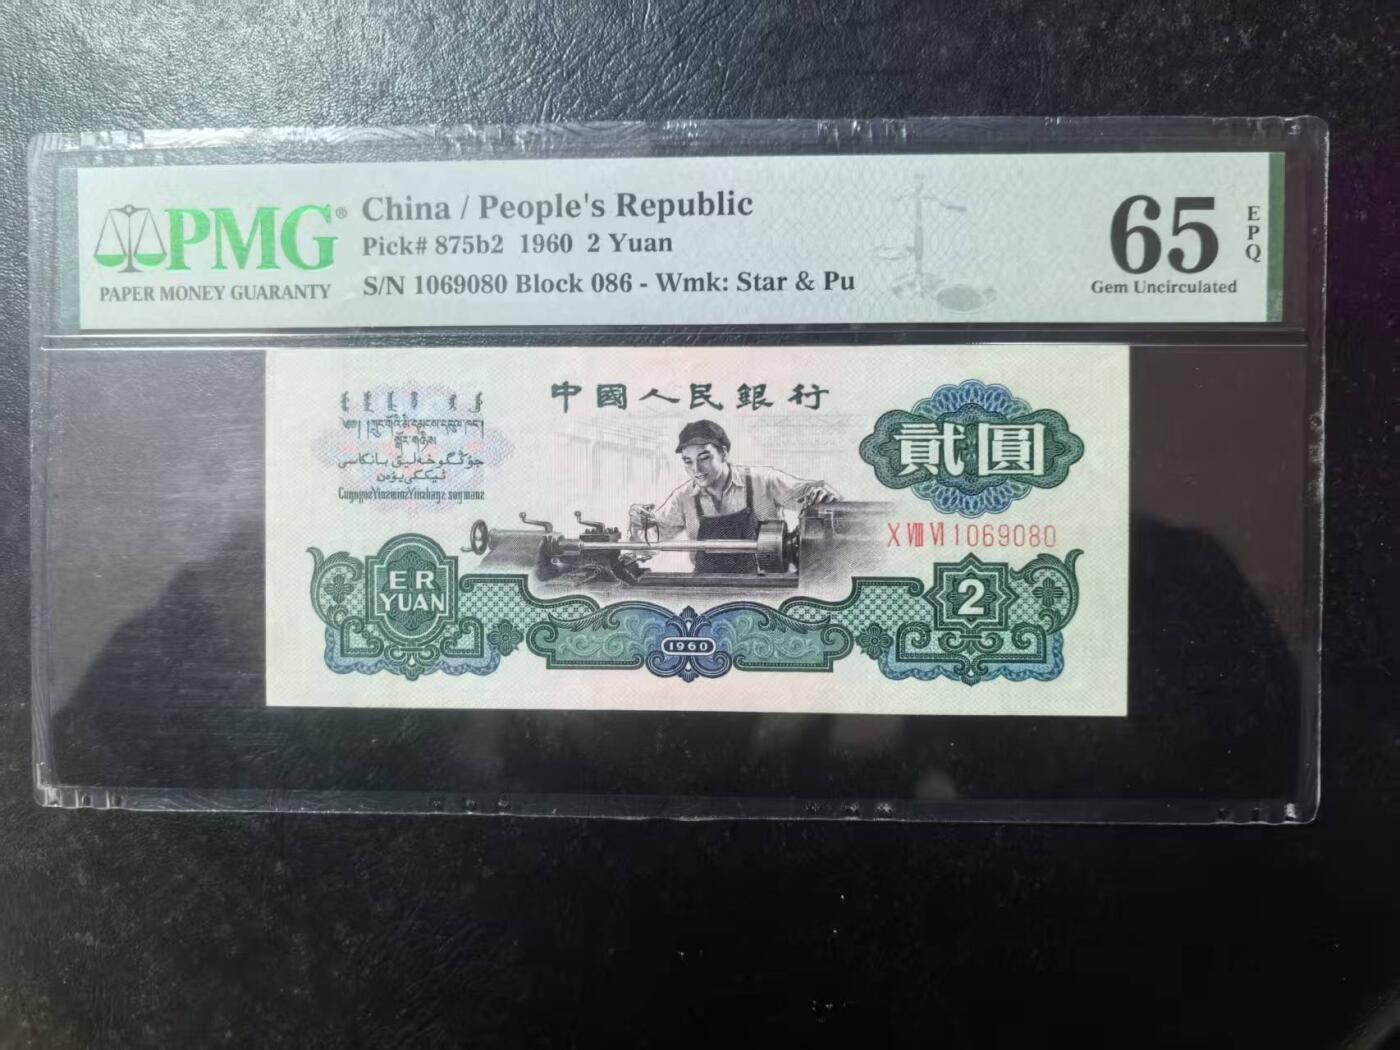 PMG®
PAPER MONEY GUARANTY
China / People's Republic
Pick# 875b2 1960 2 Yuan
S/N 1069080 Block 086 - Wmk: Star & Pu
65
EPQ
Gem Uncirculated
中國人民銀行
貳圓
X VIII VI 1069080
ER
YUAN
1960
2